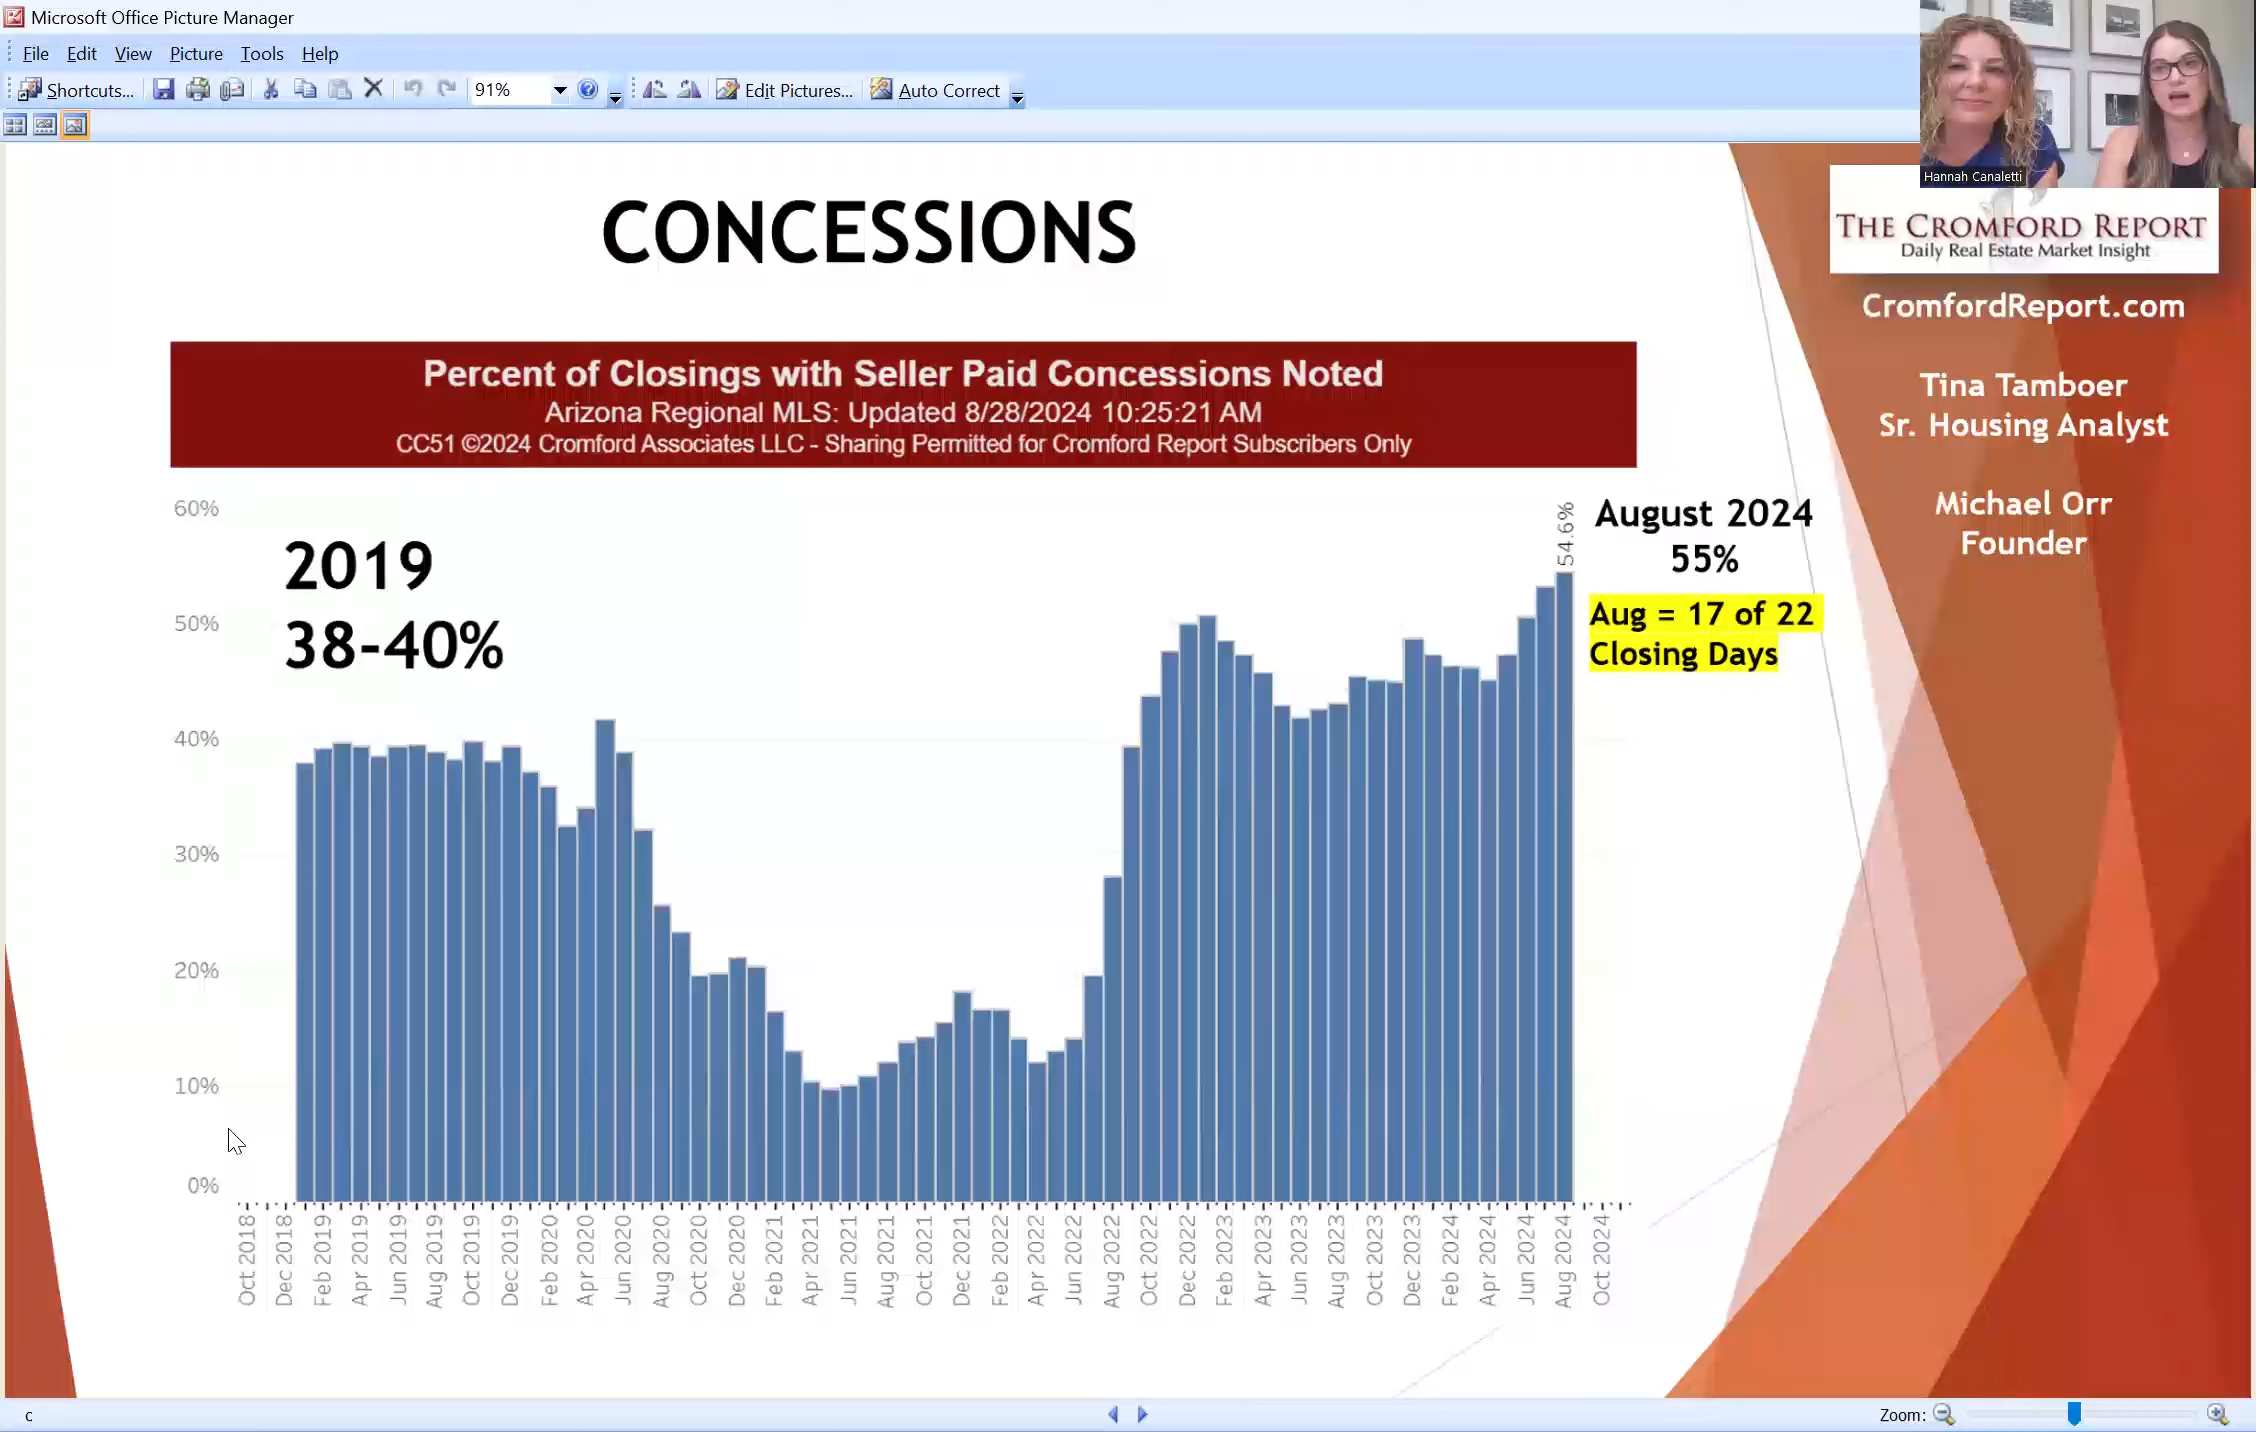 Microsoft Office Picture Manager
File Edit View Picture Tools Help
Shortcuts... 91% Edit Pictures... Auto Correct
Hannah Canaletti
CONCESSIONS
THE CROMFORD REPORT
Daily Real Estate Market Insight
CromfordReport.com
Tina Tamboer
Sr. Housing Analyst
Michael Orr
Founder
Percent of Closings with Seller Paid Concessions Noted
Arizona Regional MLS: Updated 8/28/2024 10:25:21 AM
CC51 ©2024 Cromford Associates LLC - Sharing Permitted for Cromford Report Subscribers Only
60%
50%
40%
30%
20%
10%
0%
2019
38-40%
54.6%
August 2024
55%
Aug = 17 of 22
Closing Days
Oct 2018
Dec 2018
Feb 2019
Apr 2019
Jun 2019
Aug 2019
Oct 2019
Dec 2019
Feb 2020
Apr 2020
Jun 2020
Aug 2020
Oct 2020
Dec 2020
Feb 2021
Apr 2021
Jun 2021
Aug 2021
Oct 2021
Dec 2021
Feb 2022
Apr 2022
Jun 2022
Aug 2022
Oct 2022
Dec 2022
Feb 2023
Apr 2023
Jun 2023
Aug 2023
Oct 2023
Dec 2023
Feb 2024
Apr 2024
Jun 2024
Aug 2024
Oct 2024
c
Zoom: